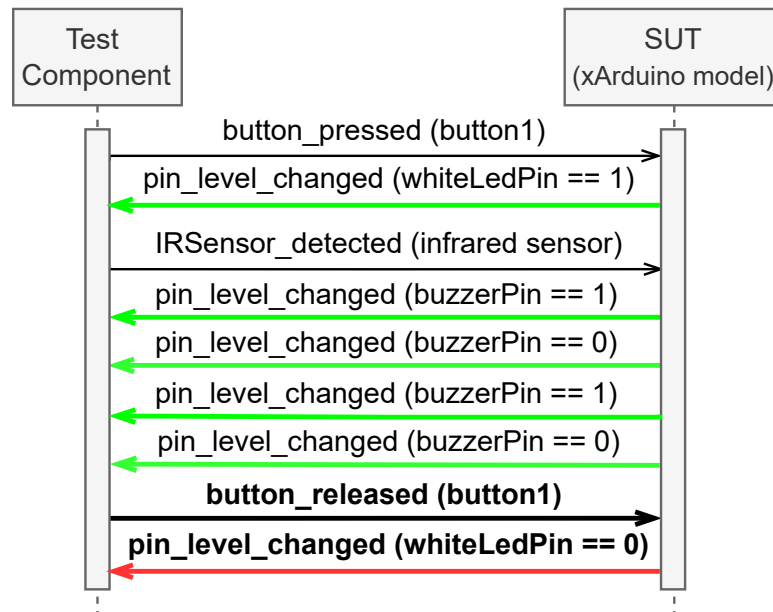 Test
Component
SUT
(xArduino model)
button_pressed (button1)
pin_level_changed (whiteLedPin == 1)
IRSensor_detected (infrared sensor)
pin_level_changed (buzzerPin == 1)
pin_level_changed (buzzerPin == 0)
pin_level_changed (buzzerPin == 1)
pin_level_changed (buzzerPin == 0)
button_released (button1)
pin_level_changed (whiteLedPin == 0)